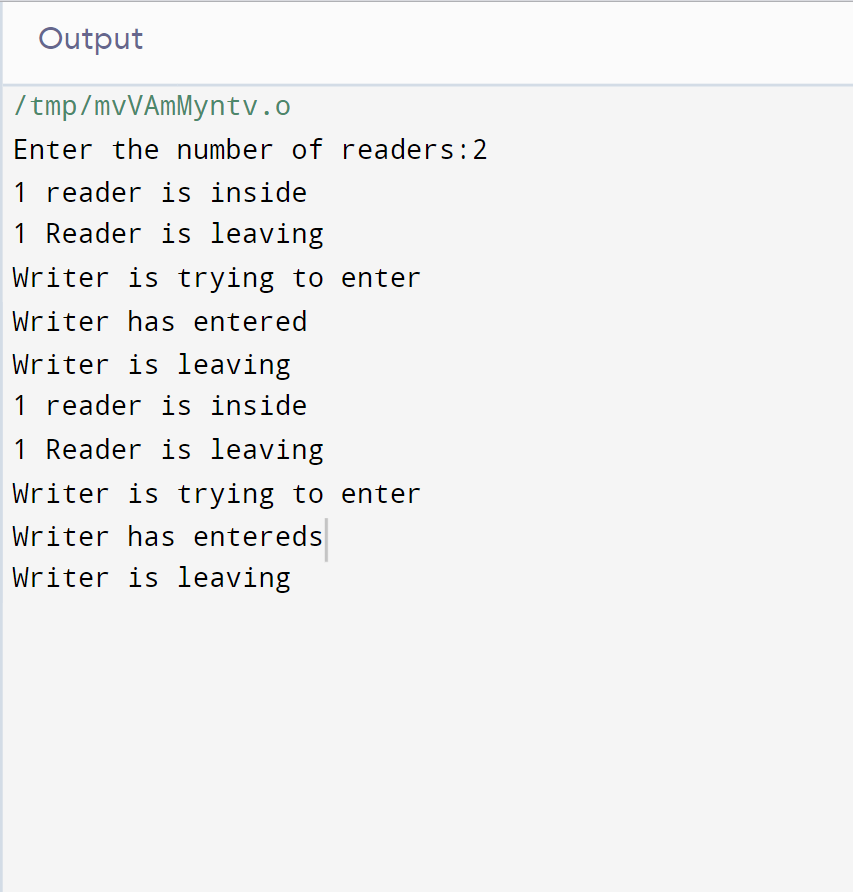 Output
/tmp/mvVAmMyntv.o
Enter the number of readers:2
1 reader is inside
1 Reader is leaving
Writer is trying to enter
Writer has entered
Writer is leaving
1 reader is inside
1 Reader is leaving
Writer is trying to enter
Writer has entereds
Writer is leaving